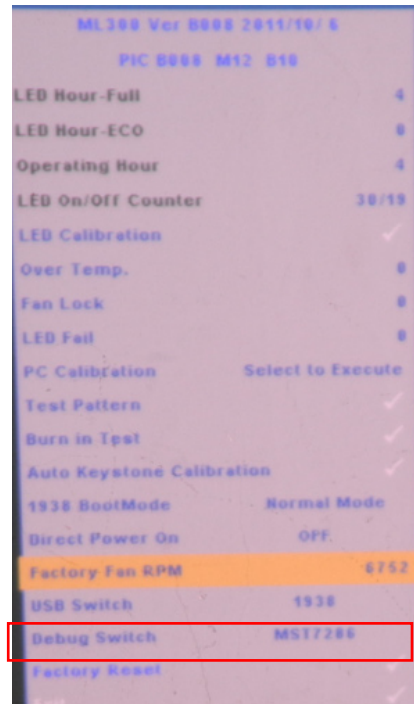 ML300 Ver B008 2011/10/ 6
PIC B008 M12 B10
LED Hour-Full 4
LED Hour-ECO 0
Operating Hour 4
LED On/Off Counter 30/19
LED Calibration
Over Temp. 0
Fan Lock 0
LED Fail 0
PC Calibration Select to Execute
Test Pattern
Burn in Test
Auto Keystone Calibration
1938 BootMode Normal Mode
Direct Power On OFF
Factory Fan RPM 6752
USB Switch 1938
Debug Switch MST7286
Factory Reset
Exit